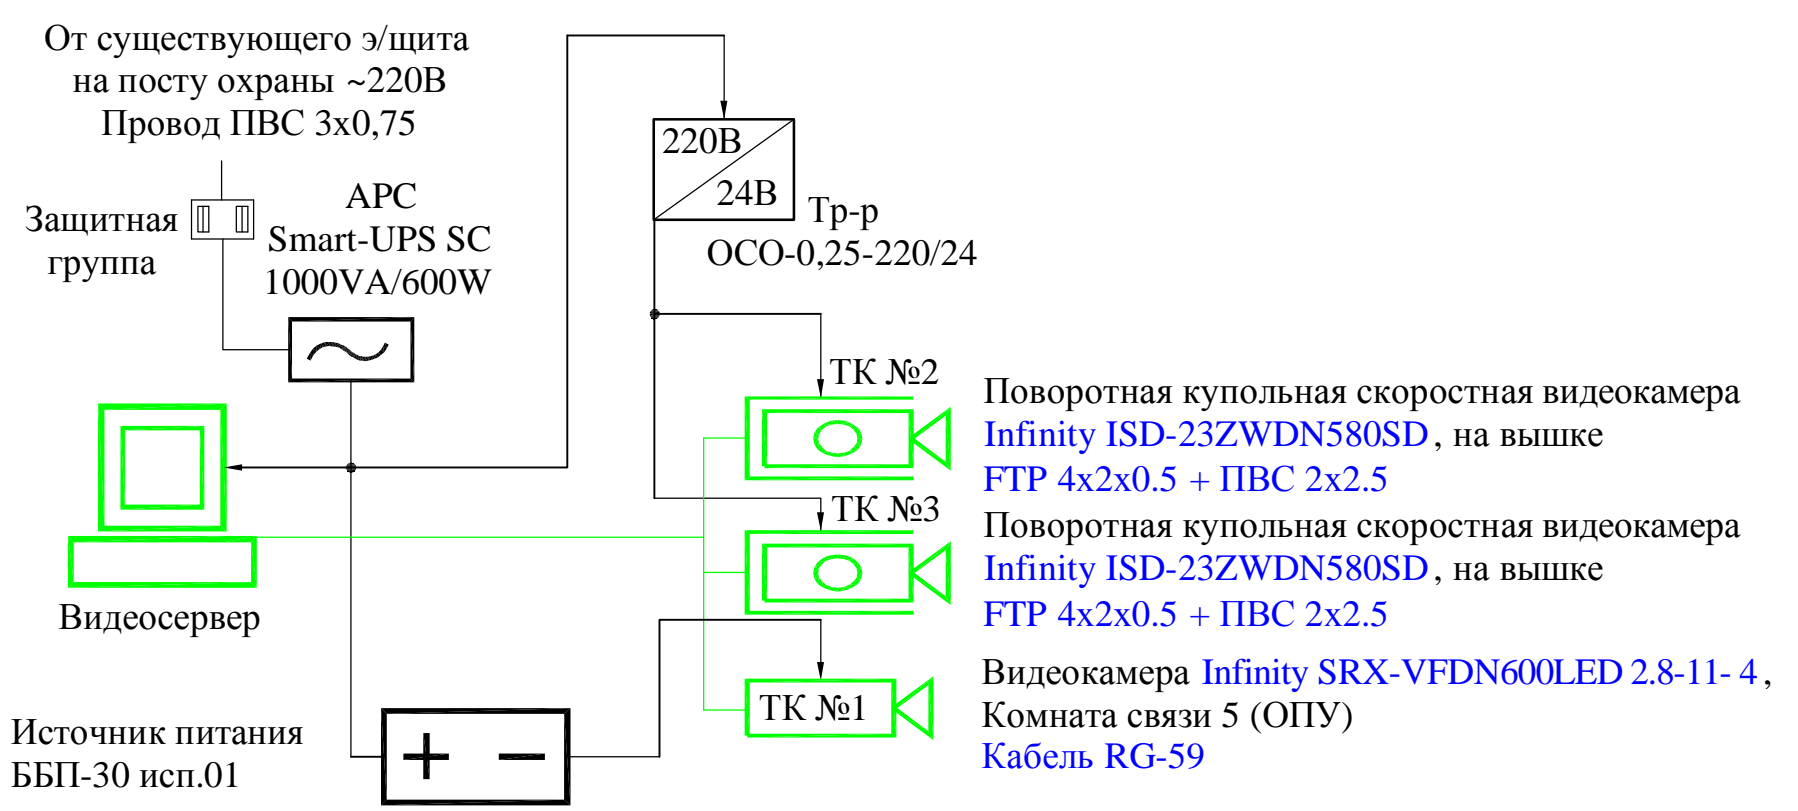 От существующего э/щита
на посту охраны ~220В
Провод ПВС 3х0,75
Защитная
группа
APC
Smart-UPS SC
1000VA/600W
220В
24В
Тр-р
ОСО-0,25-220/24
ТК №2
Поворотная купольная скоростная видеокамера
Infinity ISD-23ZWDN580SD, на вышке
FTP 4x2x0.5 + ПВС 2x2.5
ТК №3
Поворотная купольная скоростная видеокамера
Infinity ISD-23ZWDN580SD, на вышке
FTP 4x2x0.5 + ПВС 2x2.5
Видеосервер
ТК №1
Видеокамера Infinity SRX-VFDN600LED 2.8-11- 4,
Комната связи 5 (ОПУ)
Кабель RG-59
Источник питания
ББП-30 исп.01
+ −